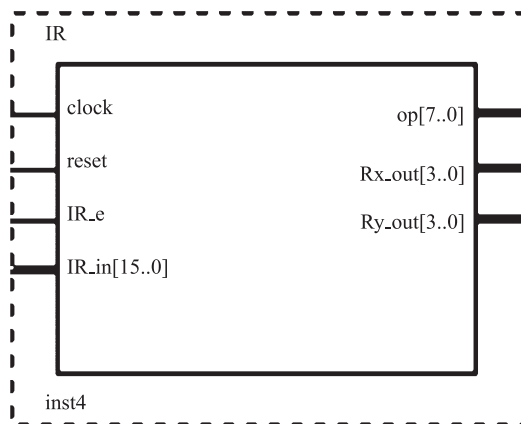 IR
clock
op[7..0]
reset
Rx_out[3..0]
IR_e
Ry_out[3..0]
IR_in[15..0]
inst4